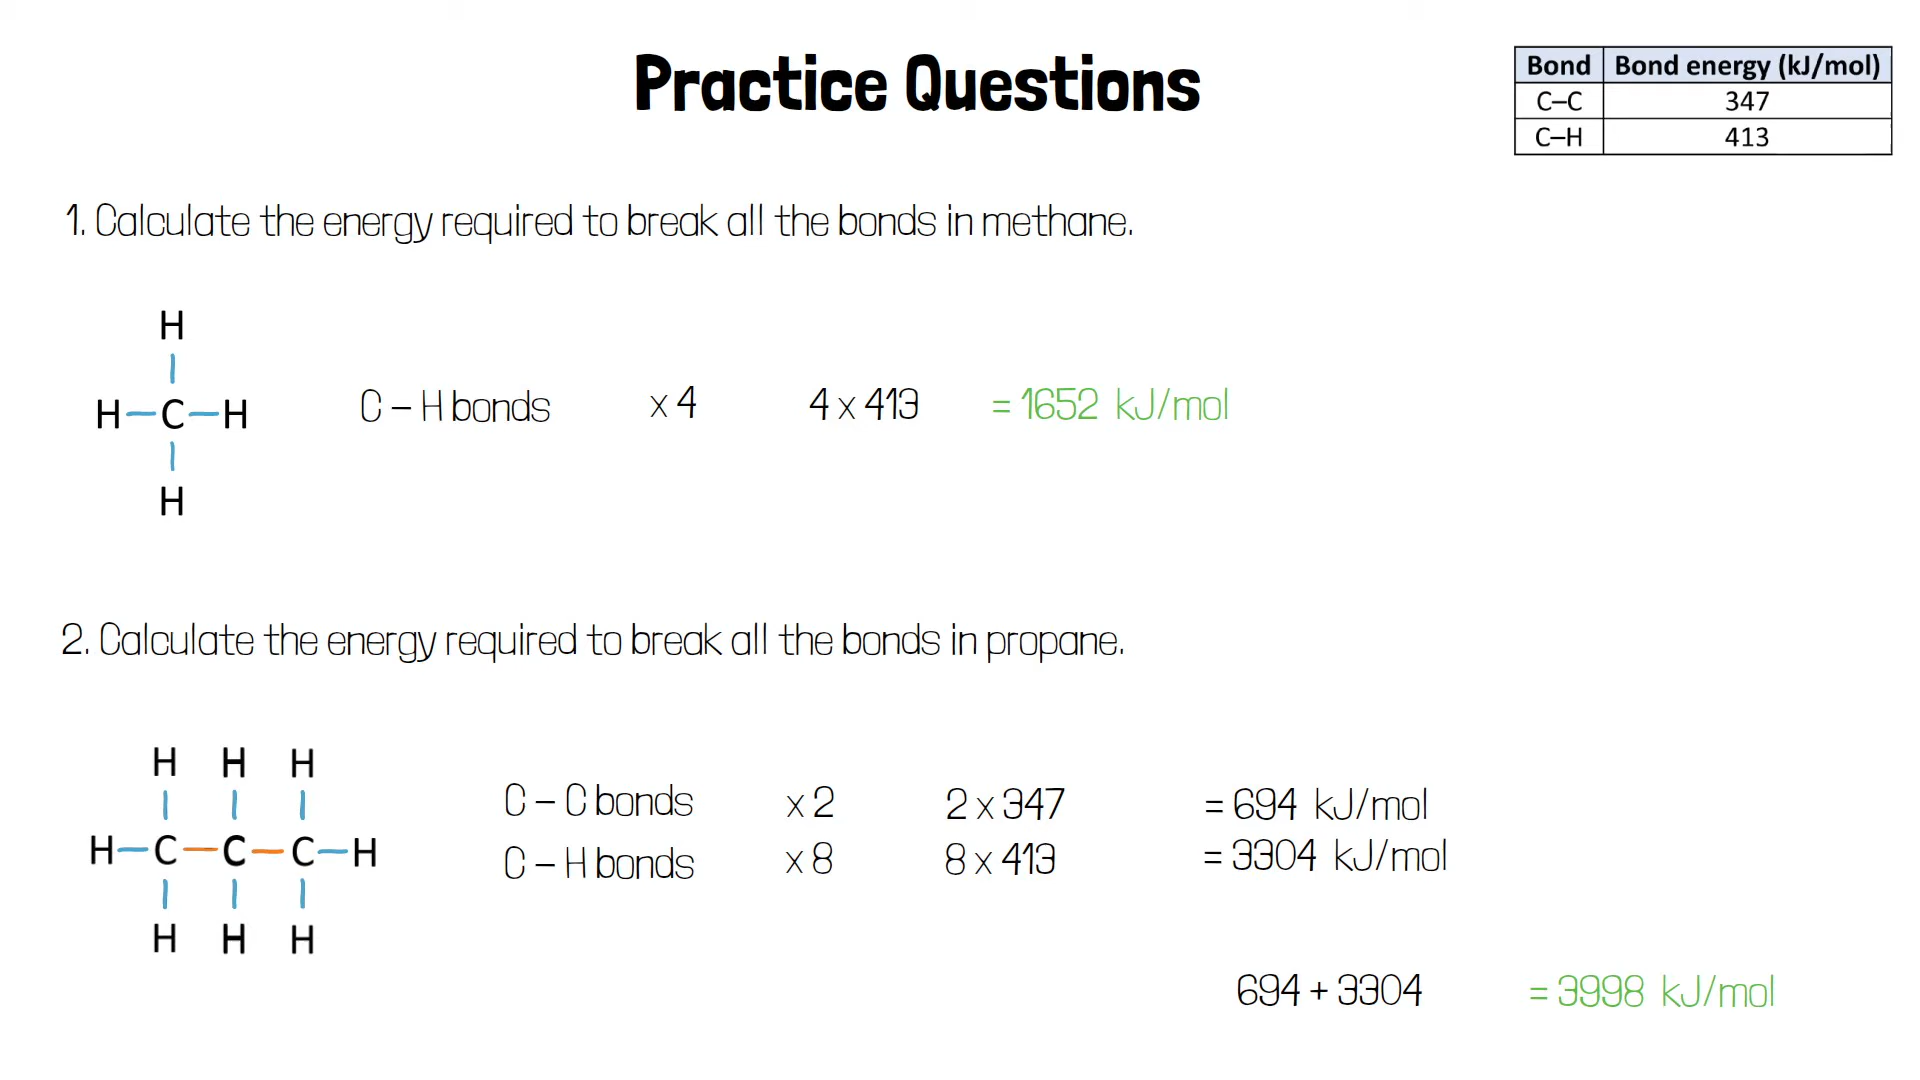 Practice Questions
Bond Bond energy (kJ/mol)
C–C 347
C–H 413
1. Calculate the energy required to break all the bonds in methane.
H
H C H
H
C – H bonds x 4 4 x 413 = 1652 kJ/mol
2. Calculate the energy required to break all the bonds in propane.
H H H
H C C C H
H H H
C – C bonds x 2 2 x 347 = 694 kJ/mol
C – H bonds x 8 8 x 413 = 3304 kJ/mol
694 + 3304 = 3998 kJ/mol